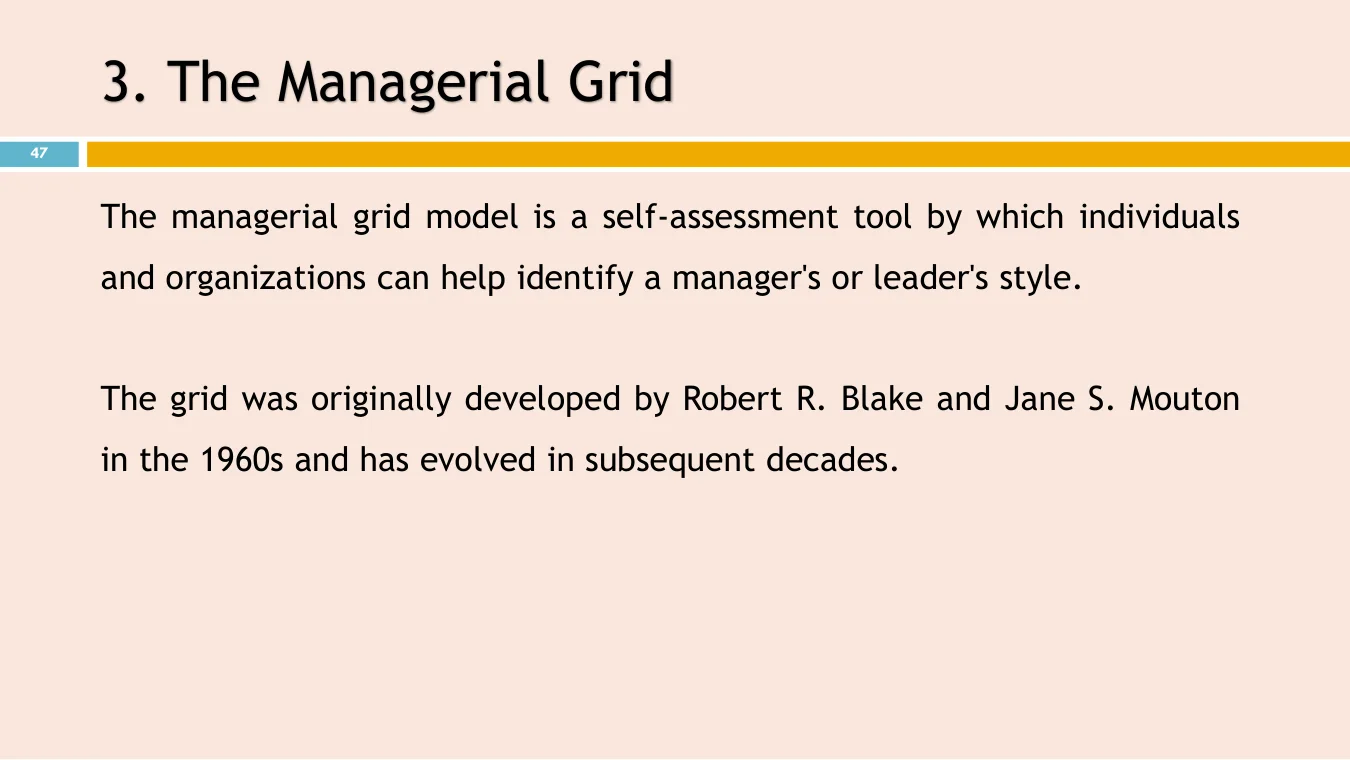 3. The Managerial Grid
47
The managerial grid model is a self-assessment tool by which individuals
and organizations can help identify a manager's or leader's style.
The grid was originally developed by Robert R. Blake and Jane S. Mouton
in the 1960s and has evolved in subsequent decades.